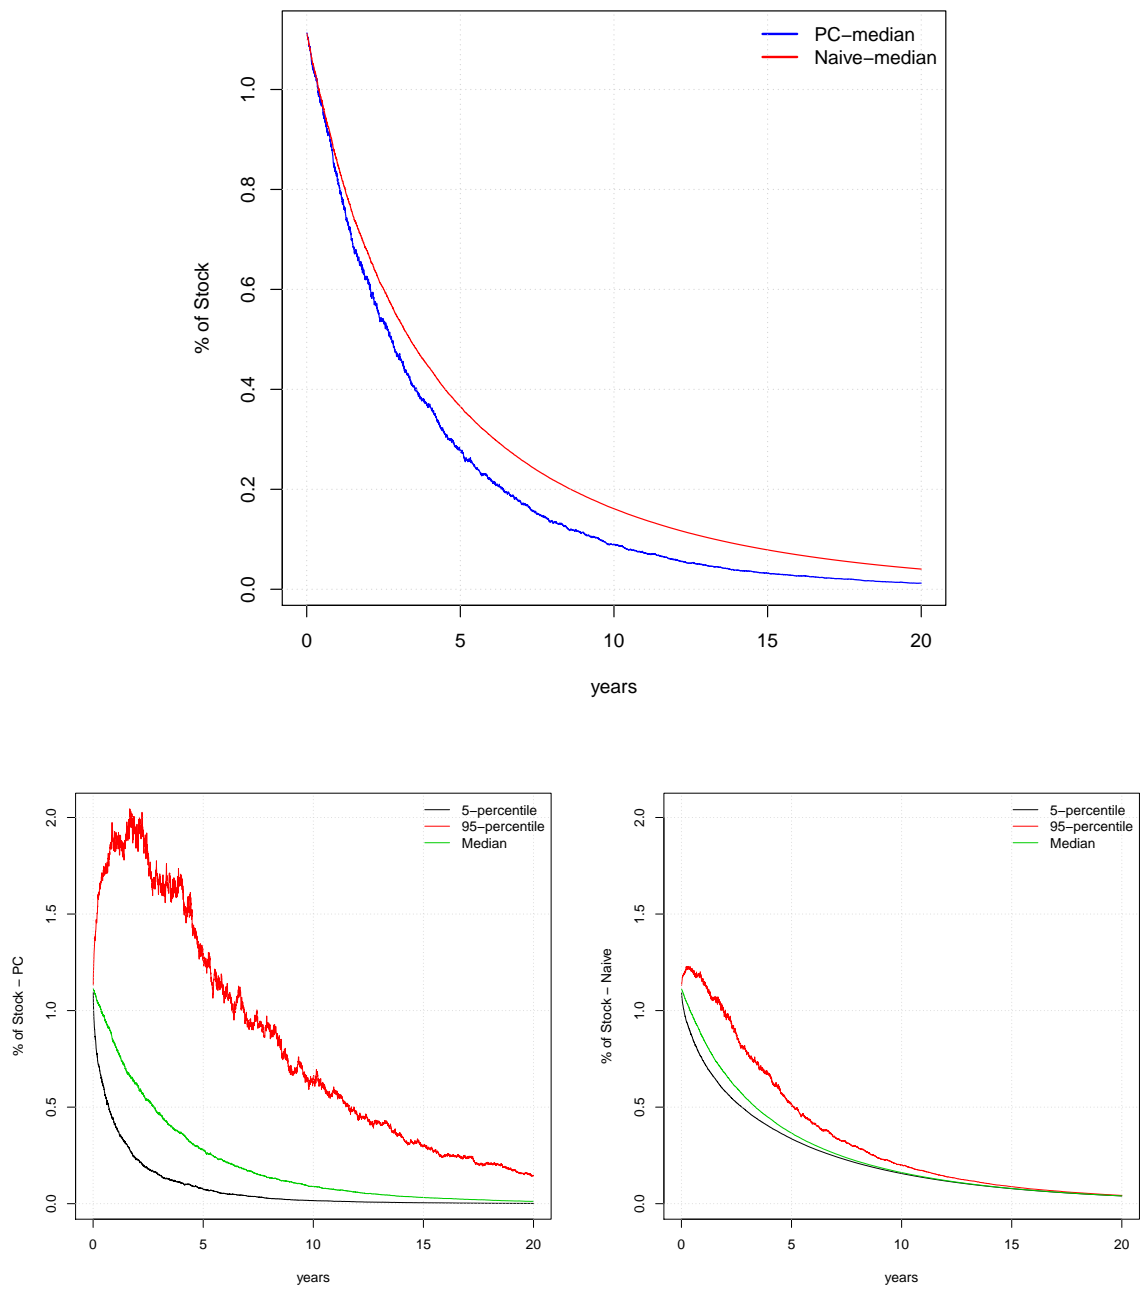 PC−median
Naive−median
% of Stock
1.0
0.8
0.6
0.4
0.2
0.0
0 5 10 15 20
years
5−percentile
95−percentile
Median
% of Stock − PC
2.0
1.5
1.0
0.5
0.0
0 5 10 15 20
years
5−percentile
95−percentile
Median
% of Stock − Naive
2.0
1.5
1.0
0.5
0.0
0 5 10 15 20
years